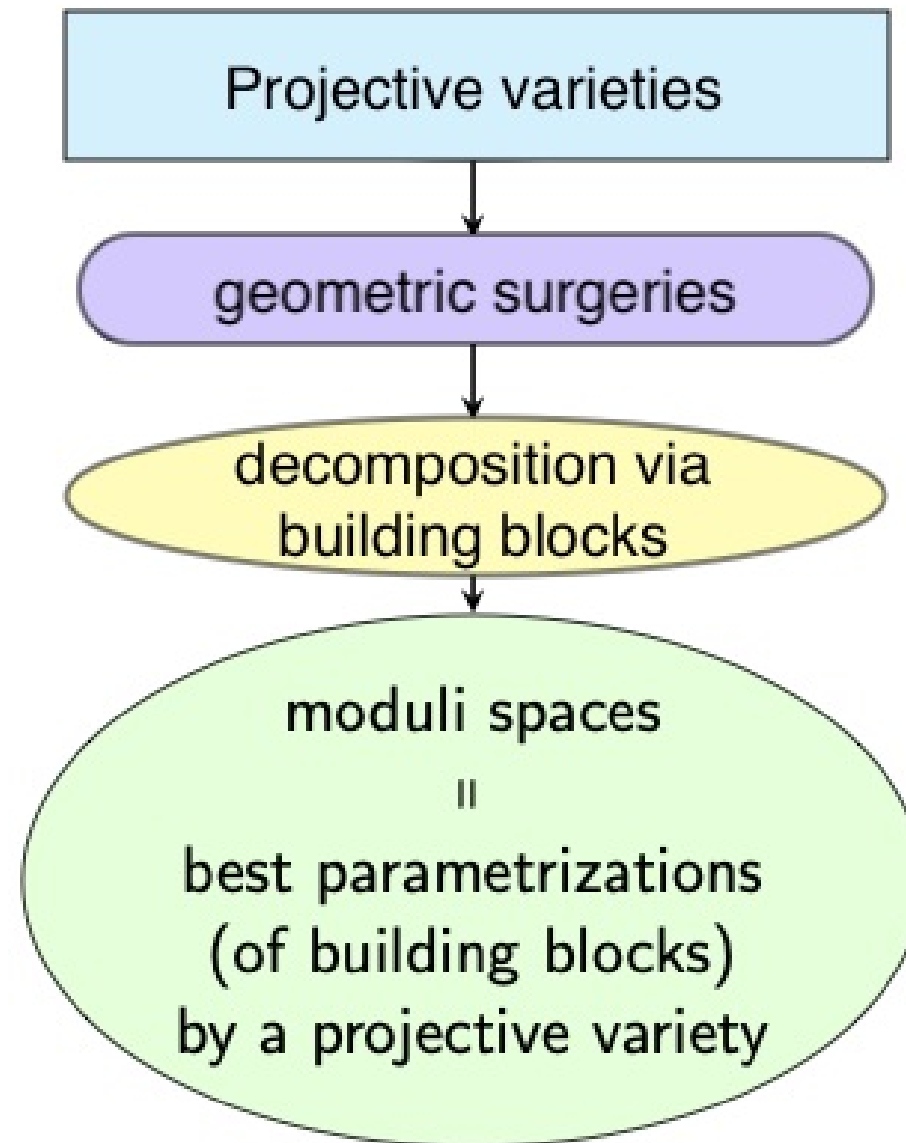 Projective varieties
geometric surgeries
decomposition via
building blocks
moduli spaces
=
best parametrizations
(of building blocks)
by a projective variety